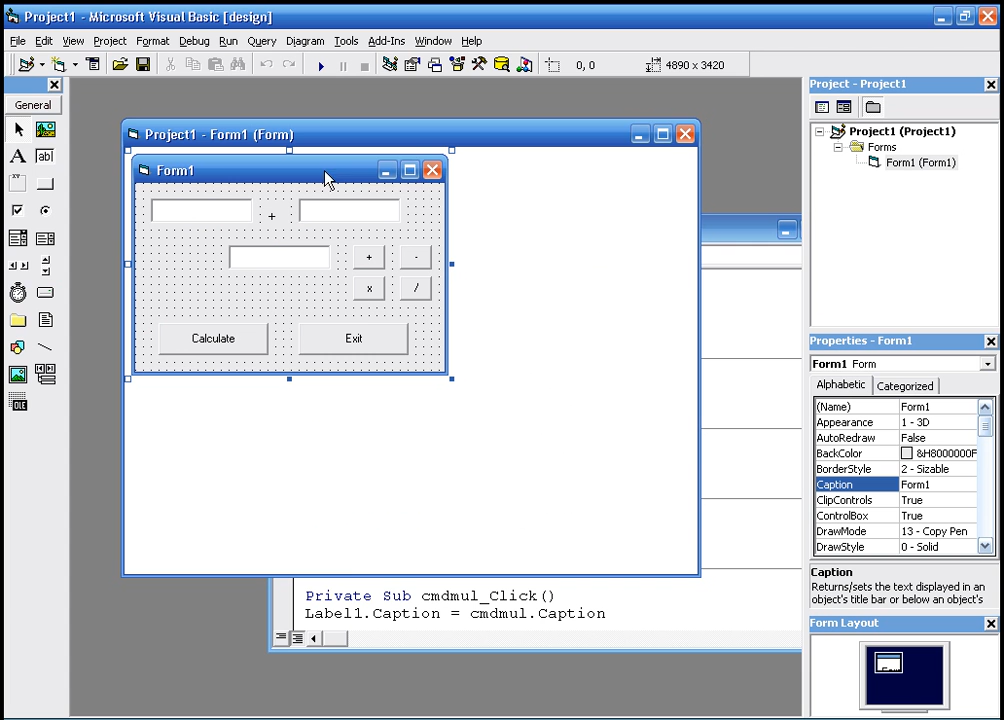 Project1 - Microsoft Visual Basic [design]
File Edit View Project Format Debug Run Query Diagram Tools Add-Ins Window Help
0, 0 4890 x 3420
General
A
ab|
OLE
Project1 - Form1 (Form)
Form1
+
+ -
x /
Calculate Exit
Private Sub cmdmul_Click()
Label1.Caption = cmdmul.Caption
Project - Project1
Project1 (Project1)
Forms
Form1 (Form1)
Properties - Form1
Form1 Form
Alphabetic Categorized
(Name) Form1
Appearance 1 - 3D
AutoRedraw False
BackColor &H8000000F
BorderStyle 2 - Sizable
Caption Form1
ClipControls True
ControlBox True
DrawMode 13 - Copy Pen
DrawStyle 0 - Solid
Caption
Returns/sets the text displayed in an
object's title bar or below an object's
Form Layout